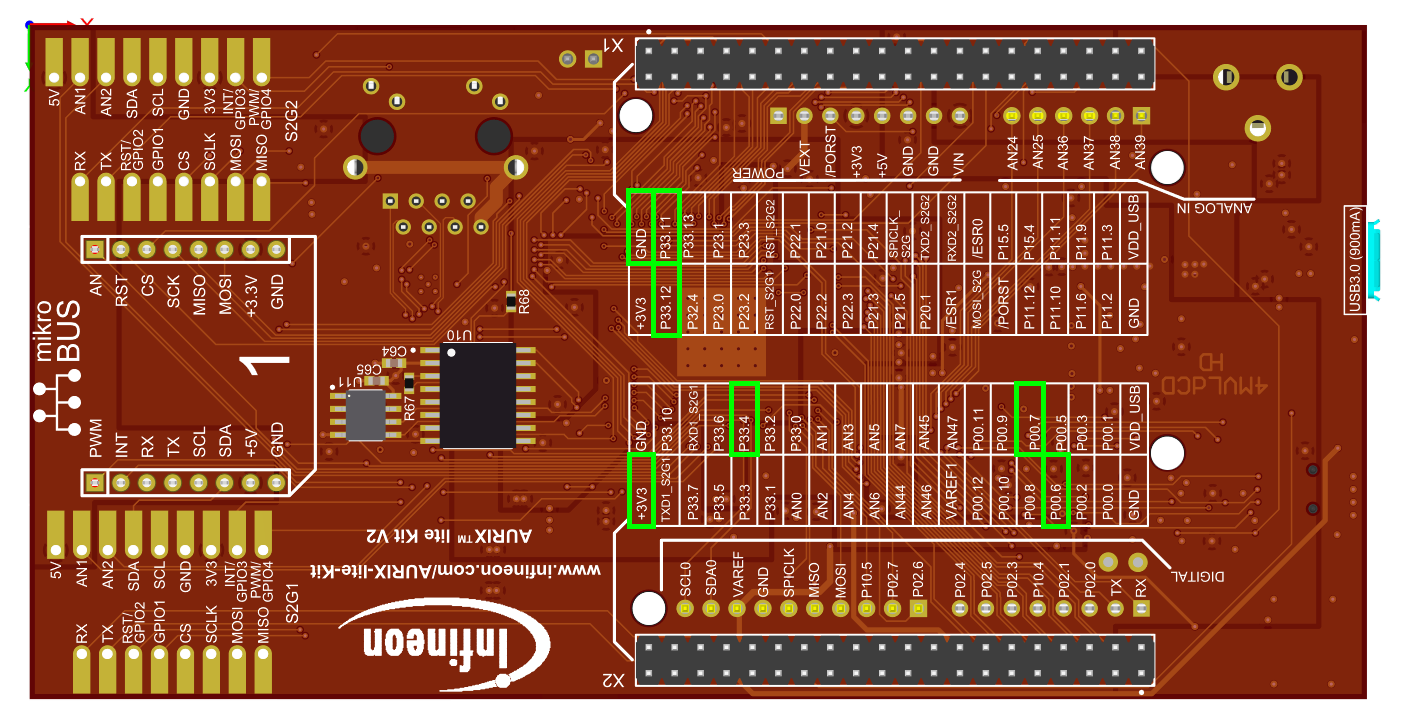 X
Y
5V
AN1
AN2
SDA
SCL
GND
3V3
INT/
GPIO3
PWM/
GPIO4
S2G2
RX
TX
RST/
GPIO2
GPIO1
CS
SCLK
MOSI
MISO
X1
POWER
VEXT
/PORST
+3V3
+5V
GND
GND
VIN
AN24
AN25
AN36
AN37
AN38
AN39
ANALOG IN
USB3.0 (900mA)
GND
P33.11
P33.13
P23.1
P23.3
RST_S2G2
P22.1
P21.0
P21.2
P21.4
SPICLK_
S2G
TXD2_S2G2
RXD2_S2G2
/ESR0
P15.5
P15.4
P11.11
P11.9
P11.3
VDD_USB
+3V3
P33.12
P32.4
P23.0
P23.2
RST_S2G1
P22.0
P22.2
P22.3
P21.3
P21.5
P20.1
/ESR1
MOSI_S2G
/PORST
P11.12
P11.10
P11.6
P11.2
GND
AN
RST
CS
SCK
MISO
MOSI
+3.3V
GND
mikro
BUS
1
PWM
INT
RX
TX
SCL
SDA
+5V
GND
R68
U10
C64
C65
U11
R67
4MVLdCD
HD
GND
P33.10
RXD1_S2G1
P33.6
P33.4
P33.2
P33.0
AN1
AN3
AN5
AN7
AN45
AN47
P00.11
P00.9
P00.7
P00.5
P00.3
P00.1
VDD_USB
+3V3
TXD1_S2G1
P33.7
P33.5
P33.3
P33.1
AN0
AN2
AN4
AN6
AN44
AN46
VAREF1
P00.12
P00.10
P00.8
P00.6
P00.2
P00.0
GND
AURIX™ lite Kit V2
www.infineon.com/AURIX-lite-Kit
Infineon
5V
AN1
AN2
SDA
SCL
GND
3V3
INT/
GPIO3
PWM/
GPIO4
S2G1
RX
TX
RST/
GPIO2
GPIO1
CS
SCLK
MOSI
MISO
DIGITAL
SCL0
SDA0
VAREF
GND
SPICLK
MISO
MOSI
P10.5
P02.7
P02.6
P02.4
P02.5
P02.3
P10.4
P02.1
P02.0
TX
RX
X2